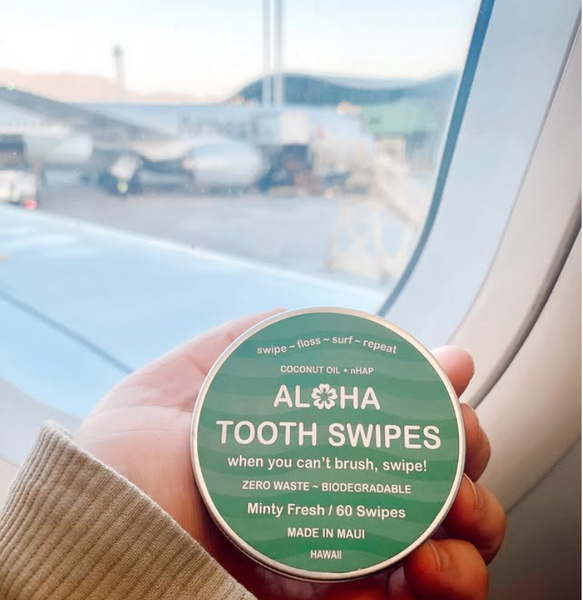 swipe ~ floss ~ surf ~ repeat
COCONUT OIL + nHAP
ALOHA
TOOTH SWIPES
when you can't brush, swipe!
ZERO WASTE ~ BIODEGRADABLE
Minty Fresh / 60 Swipes
MADE IN MAUI
HAWAII